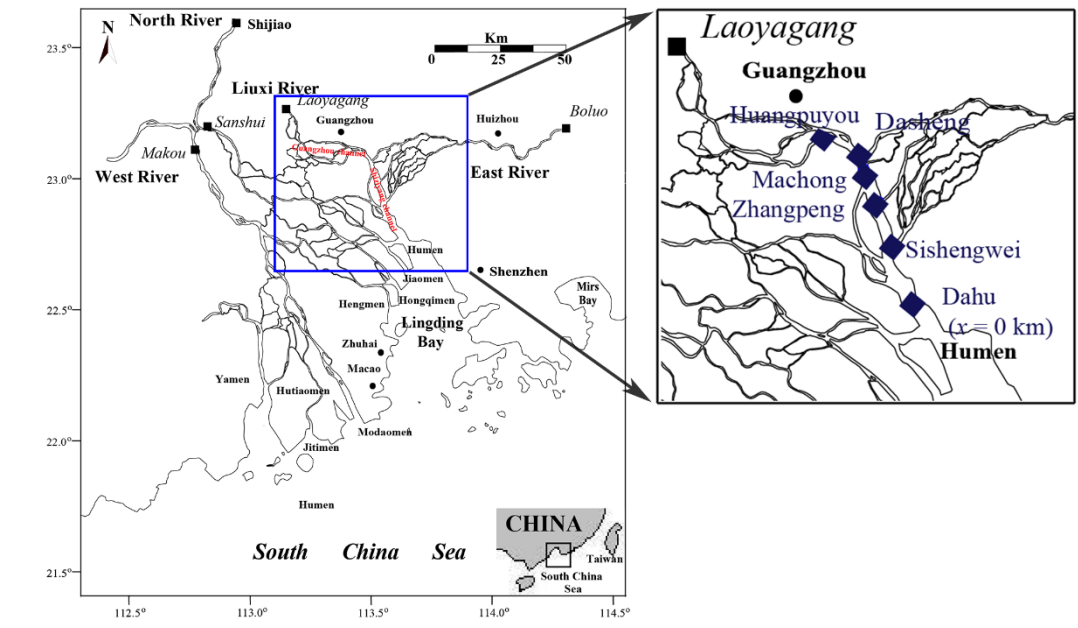 North River
Shijiao
N
23.5°
Km
0 25 50
Liuxi River
Laoyagang
Sanshui
Guangzhou
Huizhou
Boluo
Makou
Guangzhou channel
West River
East River
23.0°
Humen
Shenzhen
Jiaomen
Hengmen
Hongqimen
Mirs
Bay
22.5°
Lingding
Bay
Zhuhai
Macao
Yamen
Hutiaomen
22.0°
Modaomen
Jitimen
Humen
South China Sea
CHINA
Taiwan
South China
Sea
21.5°
112.5° 113.0° 113.5° 114.0° 114.5°
Laoyagang
Guangzhou
Huangpuyou
Dasheng
Machong
Zhangpeng
Sishengwei
Dahu
(x = 0 km)
Humen